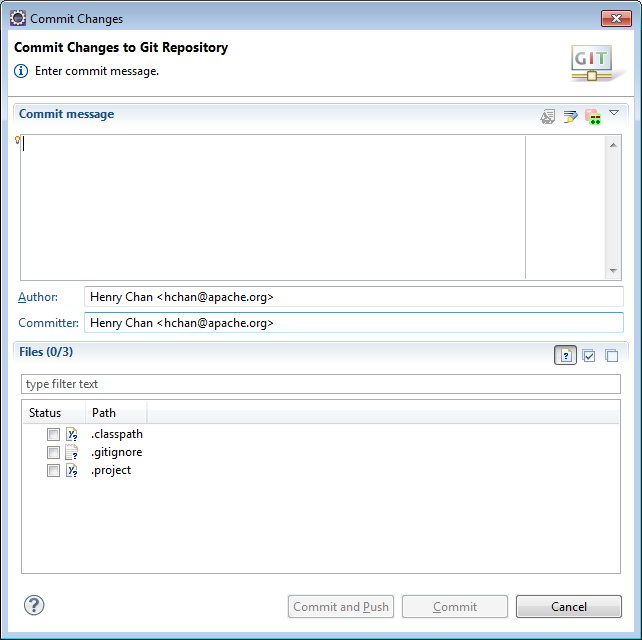 Commit Changes
Commit Changes to Git Repository
Enter commit message.
GIT
Commit message
Author: Henry Chan <hchan@apache.org>
Committer: Henry Chan <hchan@apache.org>
Files (0/3)
type filter text
Status Path
.classpath
.gitignore
.project
Commit and Push Commit Cancel